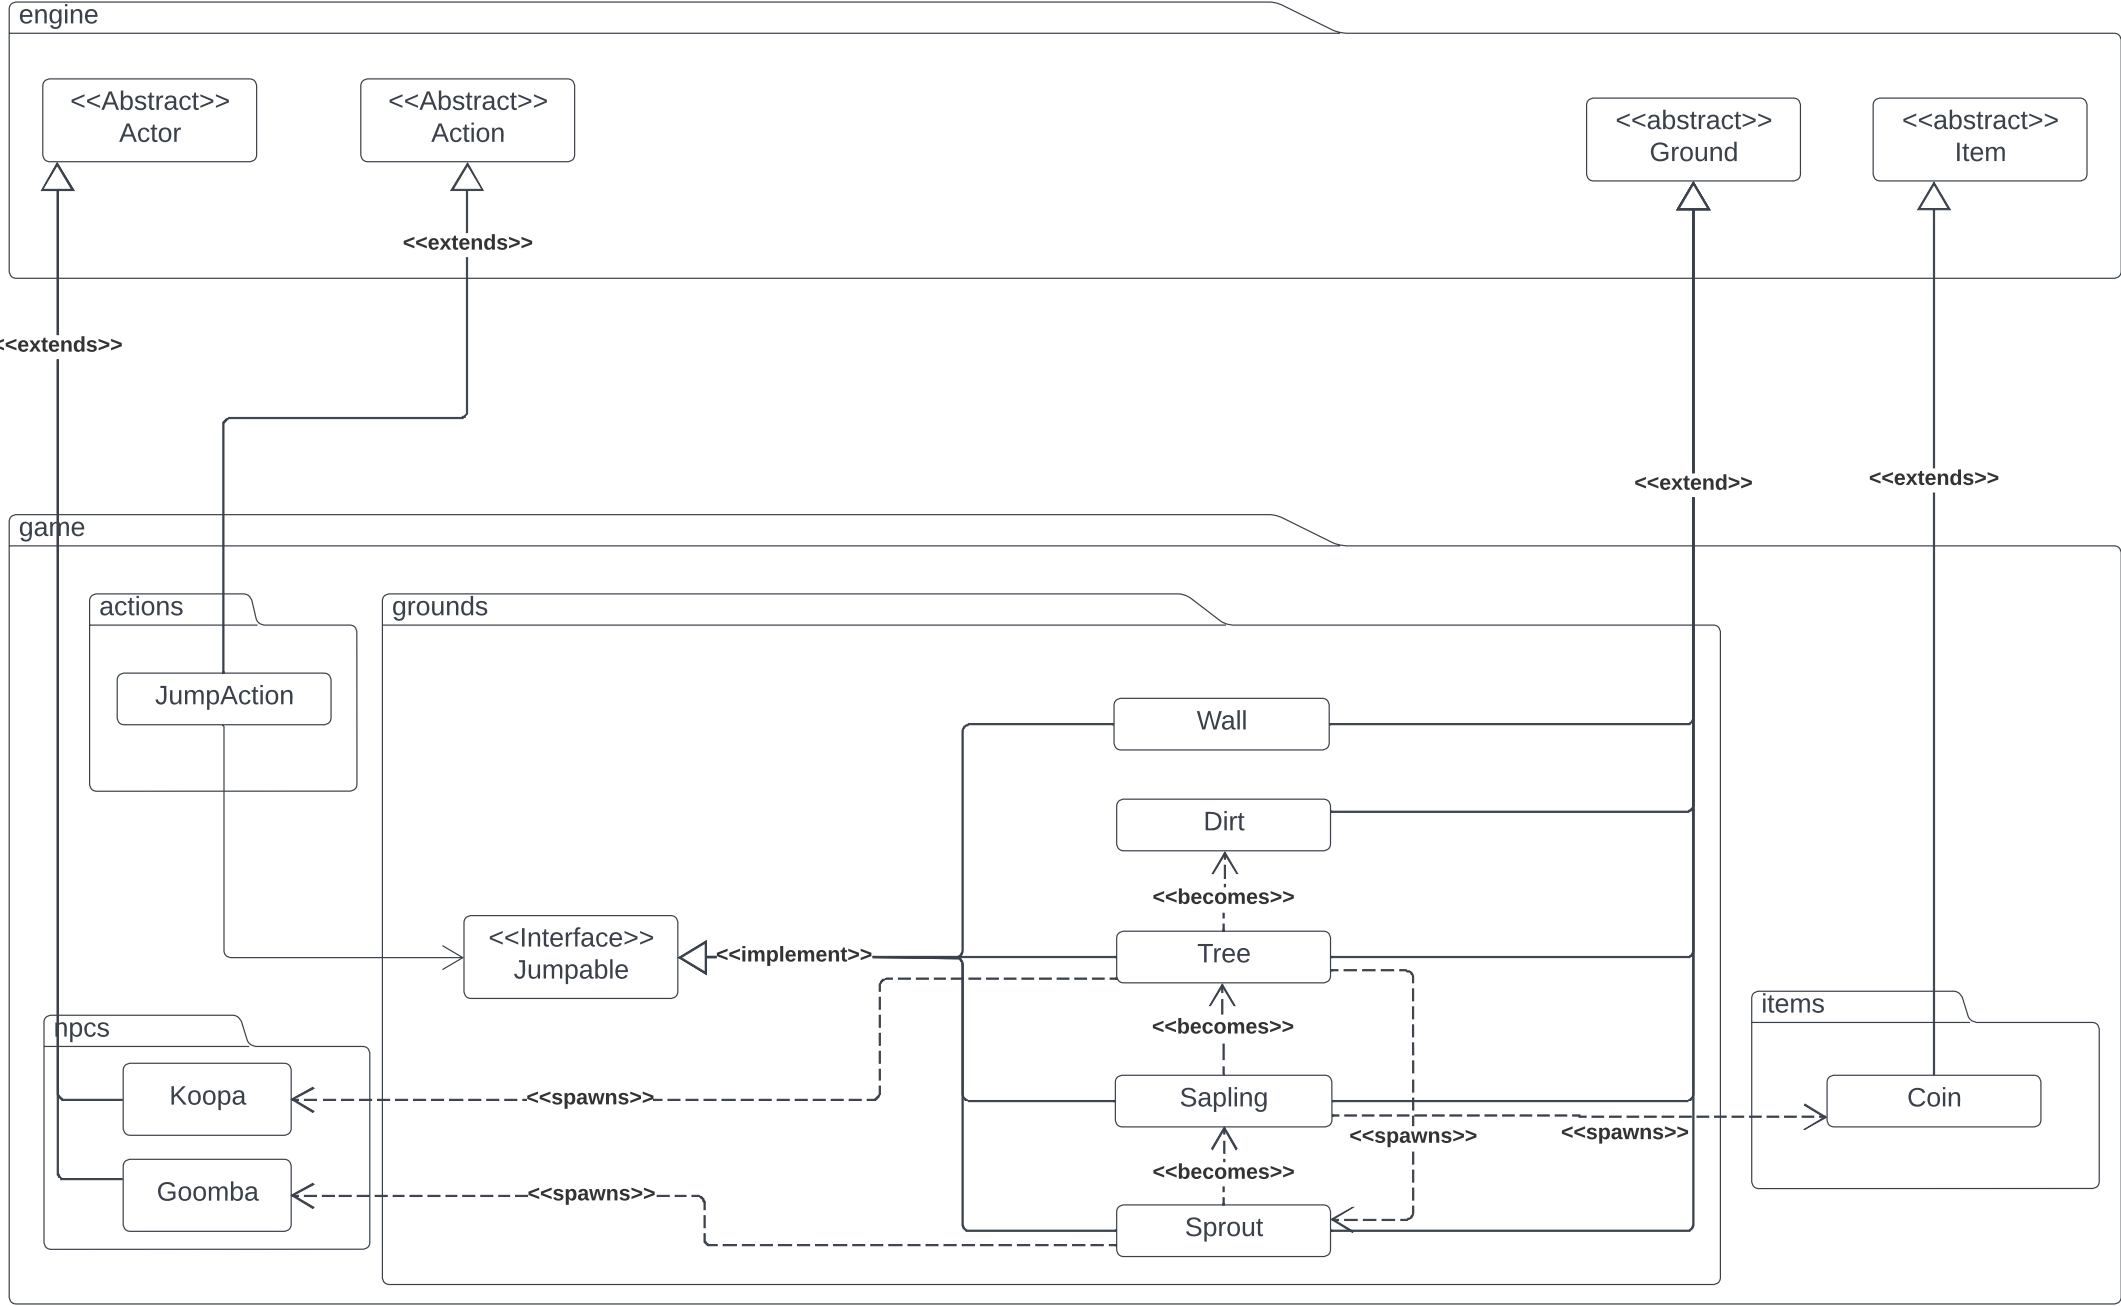 engine
<<Abstract>>
Actor
<<Abstract>>
Action
<<abstract>>
Ground
<<abstract>>
Item
<<extends>>
<<extends>>
<<extend>>
<<extends>>
game
actions
grounds
JumpAction
Wall
Dirt
<<becomes>>
<<Interface>>
Jumpable
<<implement>>
Tree
items
npcs
<<becomes>>
Koopa
<<spawns>>
Sapling
Coin
<<spawns>>
<<spawns>>
<<becomes>>
Goomba
<<spawns>>
Sprout